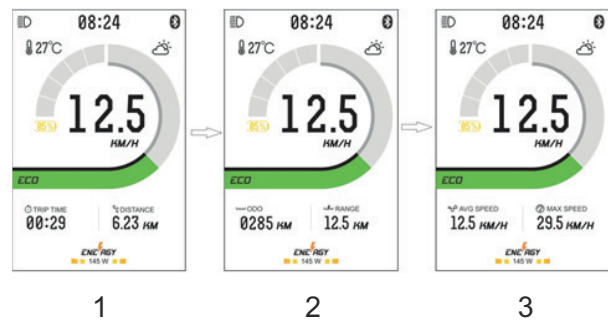 08:24
27°C
85%
12.5
KM/H
ECO
TRIP TIME DISTANCE
00:29 6.23 KM
ENERGY
145 W
08:24
27°C
85%
12.5
KM/H
ECO
ODO RANGE
0285 KM 12.5 KM
ENERGY
145 W
08:24
27°C
85%
12.5
KM/H
ECO
AVG SPEED MAX SPEED
12.5 KM/H 29.5 KM/H
ENERGY
145 W
1 2 3